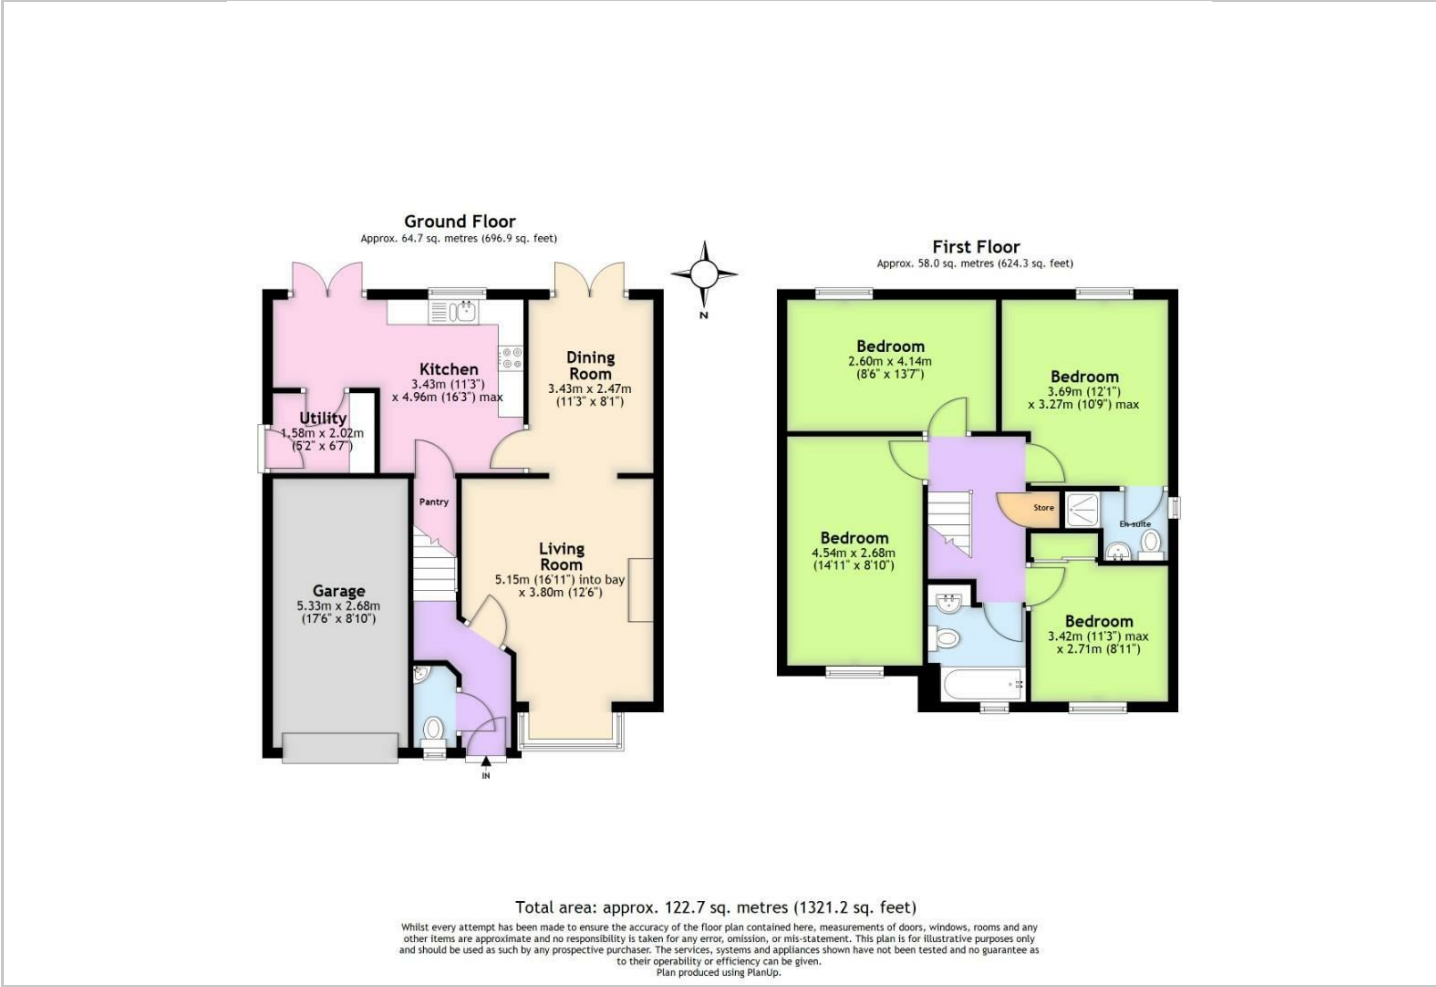 Ground Floor
Approx. 64.7 sq. metres (696.9 sq. feet)
Kitchen
3.43m (11'3")
x 4.96m (16'3") max
Dining
Room
3.43m x 2.47m
(11'3" x 8'1")
Utility
1.58m x 2.02m
(5'2" x 6'7")
Pantry
Living
Room
5.15m (16'11") into bay
x 3.80m (12'6")
Garage
5.33m x 2.68m
(17'6" x 8'10")
IN
N
First Floor
Approx. 58.0 sq. metres (624.3 sq. feet)
Bedroom
2.60m x 4.14m
(8'6" x 13'7")
Bedroom
3.69m (12'1")
x 3.27m (10'9") max
Store
En-suite
Bedroom
4.54m x 2.68m
(14'11" x 8'10")
Bedroom
3.42m (11'3") max
x 2.71m (8'11")
Total area: approx. 122.7 sq. metres (1321.2 sq. feet)
Whilst every attempt has been made to ensure the accuracy of the floor plan contained here, measurements of doors, windows, rooms and any
other items are approximate and no responsibility is taken for any error, omission, or mis-statement. This plan is for illustrative purposes only
and should be used as such by any prospective purchaser. The services, systems and appliances shown have not been tested and no guarantee as
to their operability or efficiency can be given.
Plan produced using PlanUp.